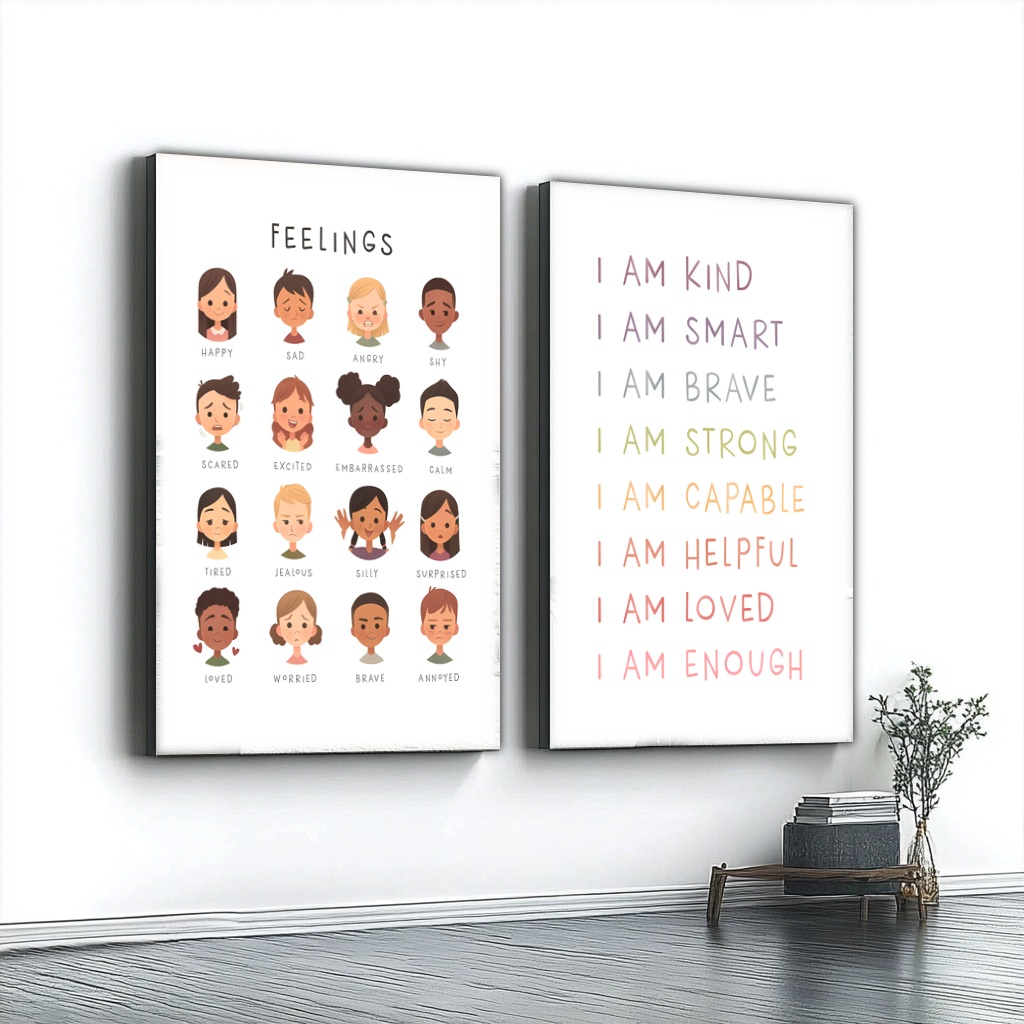 FEELINGS
HAPPY SAD ANGRY SHY
SCARED EXCITED EMBARRASSED CALM
TIRED JEALOUS SILLY SURPRISED
LOVED WORRIED BRAVE ANNOYED
I AM KIND
I AM SMART
I AM BRAVE
I AM STRONG
I AM CAPABLE
I AM HELPFUL
I AM LOVED
I AM ENOUGH